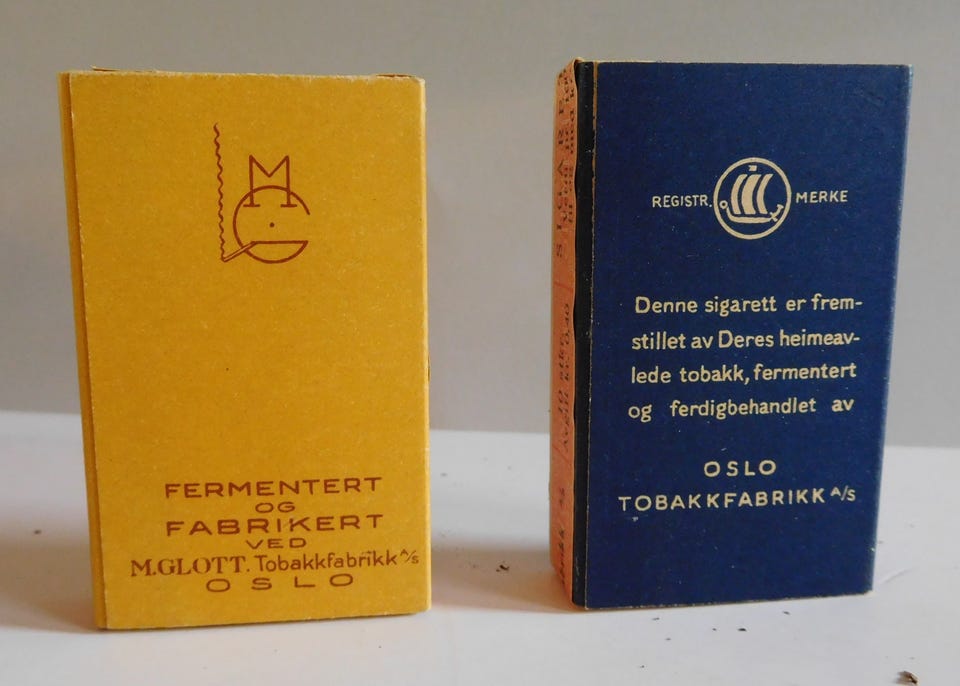 FERMENTERT
OG
FABRIKERT
VED
M.GLOTT. Tobakkfabrikk A/S
OSLO
REGISTR. MERKE
Denne sigarett er frem-
stillet av Deres heimeav-
lede tobakk, fermentert
og ferdigbehandlet av
OSLO
TOBAKKFABRIKK A/S